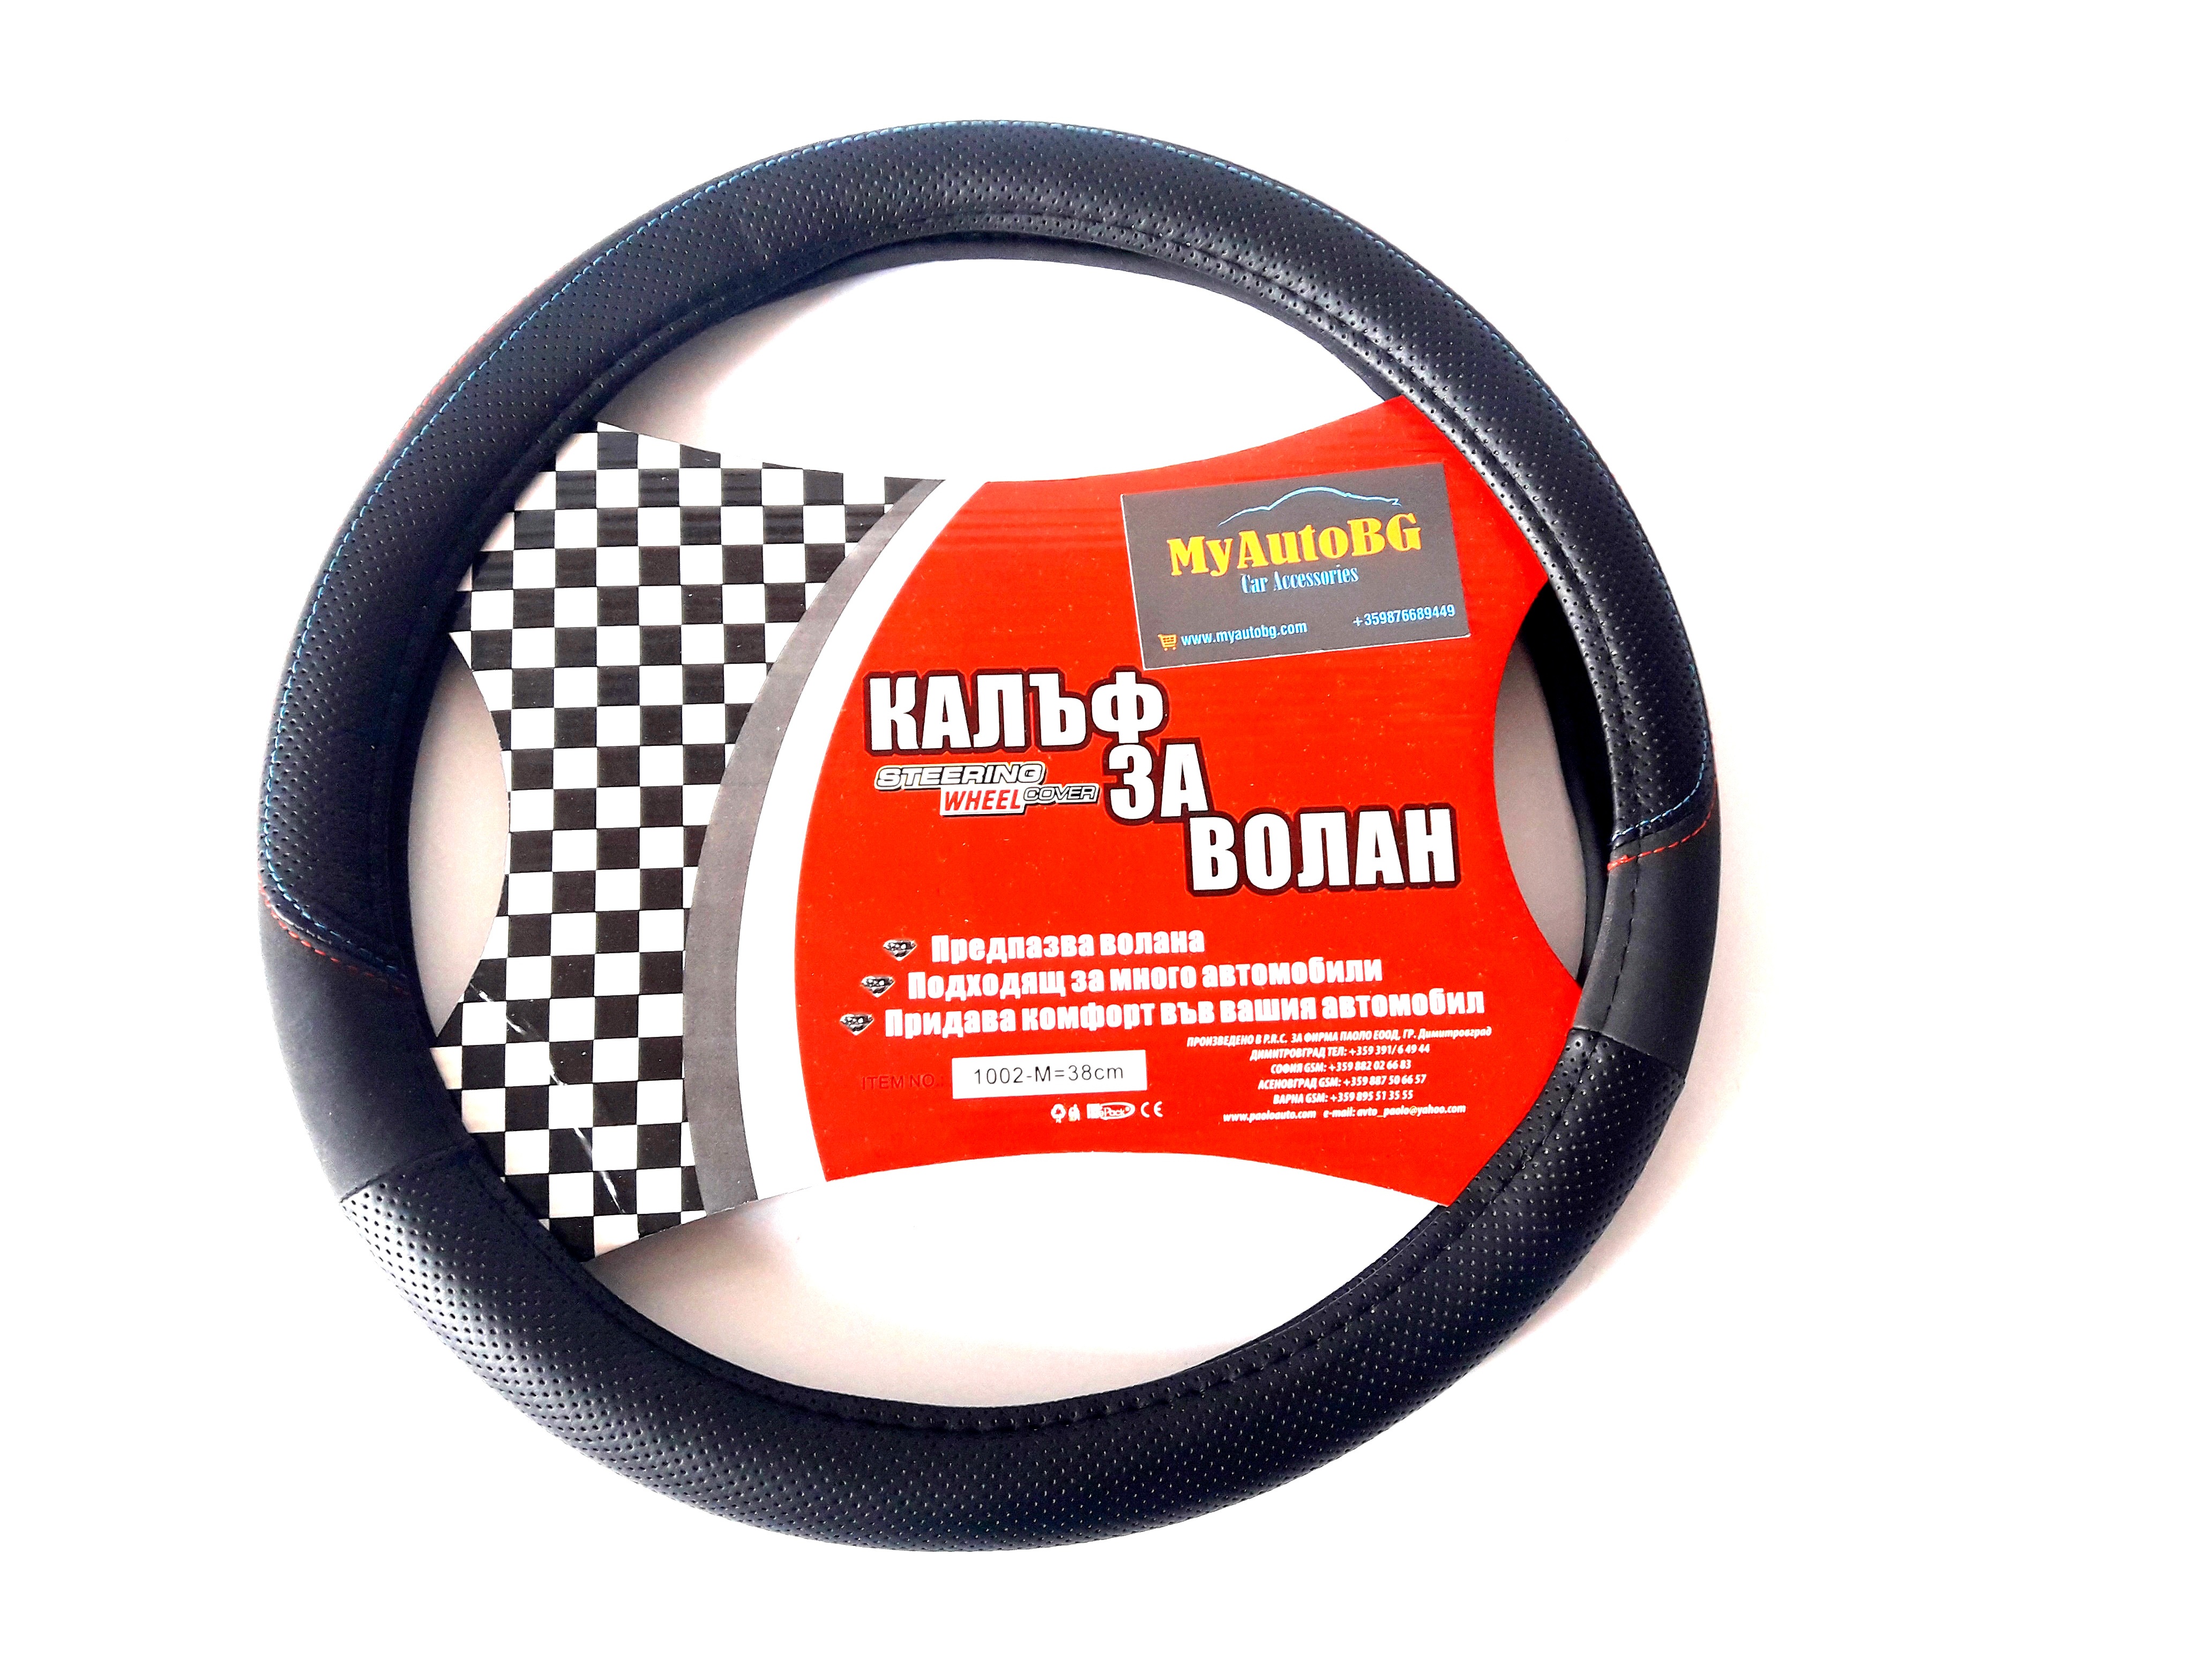 MyAutoBG
Car Accessories
www.myautobg.com
+359876689449
КАЛЪФ
ЗА
ВОЛАН
STEERING
WHEEL COVER
Предпазва волана
Подходящ за много автомобили
Придава комфорт във вашия автомобил
ПРОИЗВЕДЕНО В P.R.C. ЗА ФИРМА ПАОЛО ЕООД, ГР. Димитровград
ДИМИТРОВГРАД ТЕЛ: +359 391/6 49 44
СОФИЯ GSM: +359 882 02 66 83
АСЕНОВГРАД GSM: +359 887 50 66 57
ВАРНА GSM: +359 895 51 35 55
www.paoloauto.com e-mail: avto_paolo@yahoo.com
ITEM NO.:
1002-M=38cm
CE